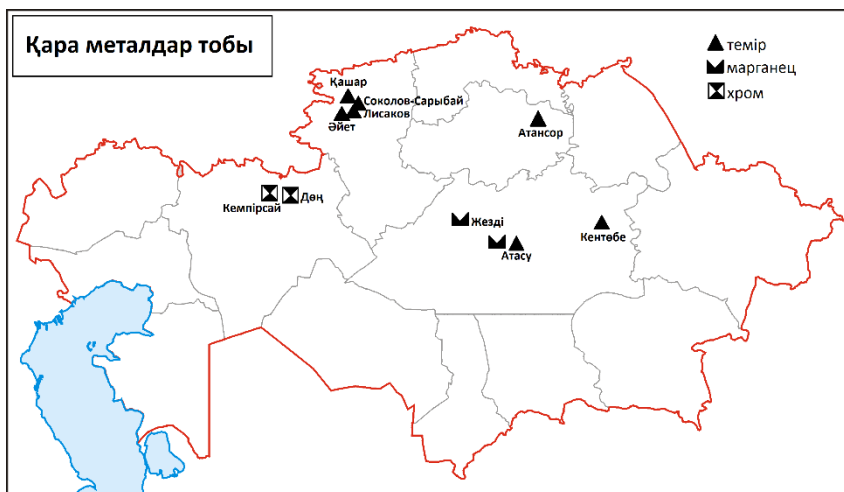 Қара металдар тобы
темір
марганец
хром
Қашар
Соколов-Сарыбай
Лисаков
Әйет
Атансор
Кемпірсай
Дөң
Жезді
Атасу
Кентөбе